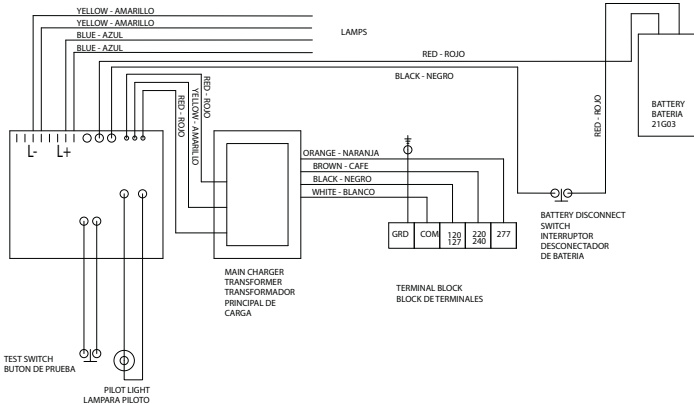 YELLOW - AMARILLO
YELLOW - AMARILLO
BLUE - AZUL
BLUE - AZUL
LAMPS
RED - ROJO
BLACK - NEGRO
RED - ROJO
YELLOW - AMARILLO
RED - ROJO
RED - ROJO
BATTERY
BATERIA
21G03
L-
L+
ORANGE - NARANJA
BROWN - CAFE
BLACK - NEGRO
WHITE - BLANCO
GRD
COM
120
127
220
240
277
BATTERY DISCONNECT
SWITCH
INTERRUPTOR
DESCONECTADOR
DE BATERIA
MAIN CHARGER
TRANSFORMER
TRANSFORMADOR
PRINCIPAL DE
CARGA
TERMINAL BLOCK
BLOCK DE TERMINALES
TEST SWITCH
BUTON DE PRUEBA
PILOT LIGHT
LAMPARA PILOTO